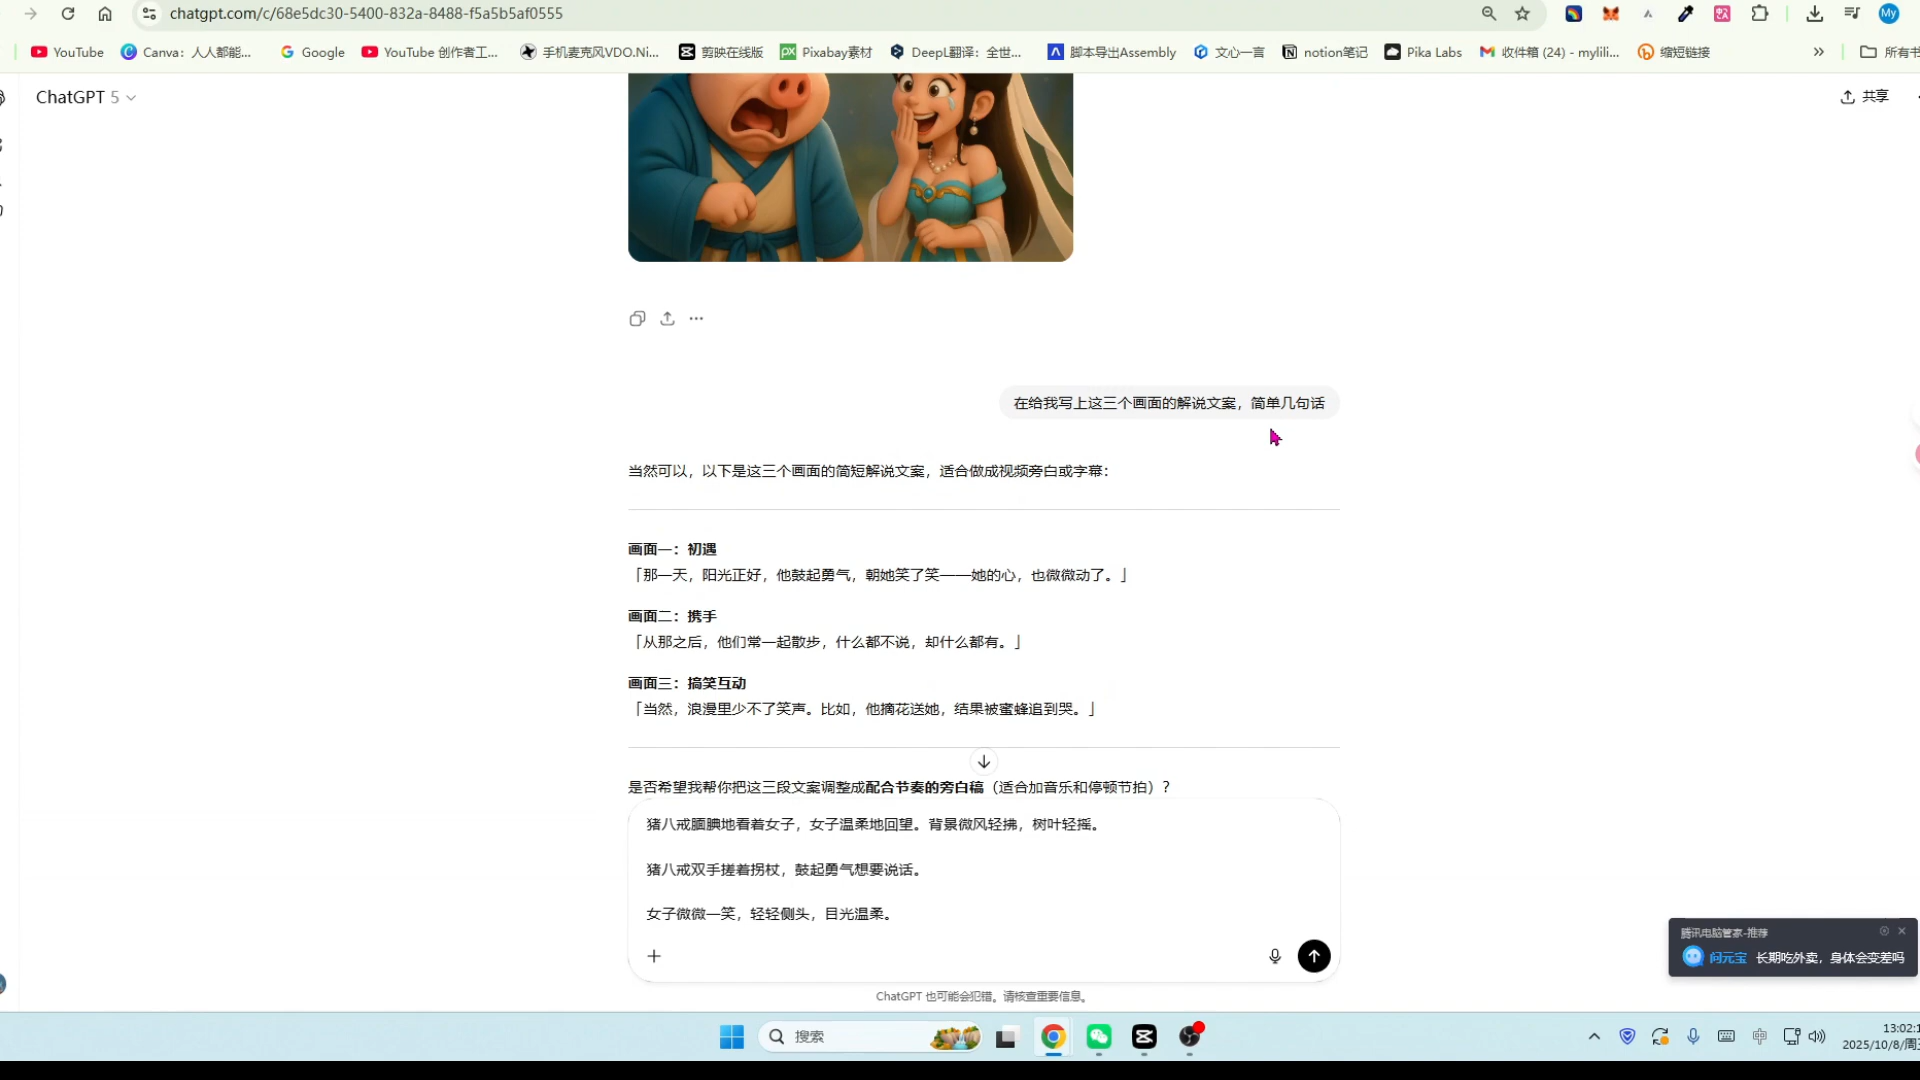 chatgpt.com/c/68e5dc30-5400-832a-8488-f5a5b5af0555
My
YouTube
Canva：人人都能...
Google
YouTube 创作者工...
手机麦克风VDO.Ni...
剪映在线版
Pixabay素材
DeepL翻译：全世...
脚本导出Assembly
文心一言
notion笔记
Pika Labs
收件箱 (24) - mylili...
缩短链接
所有书
ChatGPT 5
共享
在给我写上这三个画面的解说文案，简单几句话
当然可以，以下是这三个画面的简短解说文案，适合做成视频旁白或字幕：
画面一：初遇
「那一天，阳光正好，他鼓起勇气，朝她笑了笑——她的心，也微微动了。」
画面二：携手
「从那之后，他们常一起散步，什么都不说，却什么都有。」
画面三：搞笑互动
「当然，浪漫里少不了笑声。比如，他摘花送她，结果被蜜蜂追到哭。」
是否希望我帮你把这三段文案调整成配合节奏的旁白稿（适合加音乐和停顿节拍）？
猪八戒腼腆地看着女子，女子温柔地回望。背景微风轻拂，树叶轻摇。
猪八戒双手搓着拐杖，鼓起勇气想要说话。
女子微微一笑，轻轻侧头，目光温柔。
ChatGPT 也可能会犯错。请核查重要信息。
腾讯电脑管家-推荐
问元宝 长期吃外卖，身体会变差吗
搜索
中
13:02:1
2025/10/8/周三